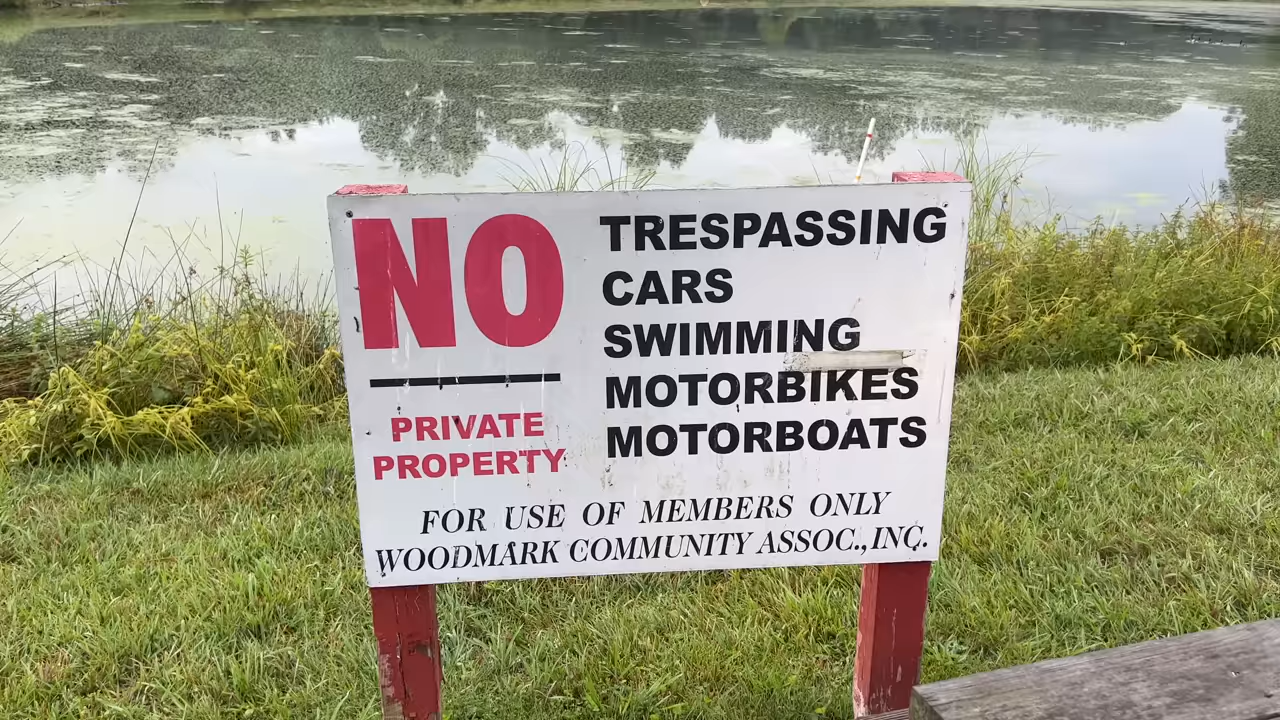 NO
TRESPASSING
CARS
SWIMMING
MOTORBIKES
MOTORBOATS
PRIVATE
PROPERTY
FOR USE OF MEMBERS ONLY
WOODMARK COMMUNITY ASSOC., INC.